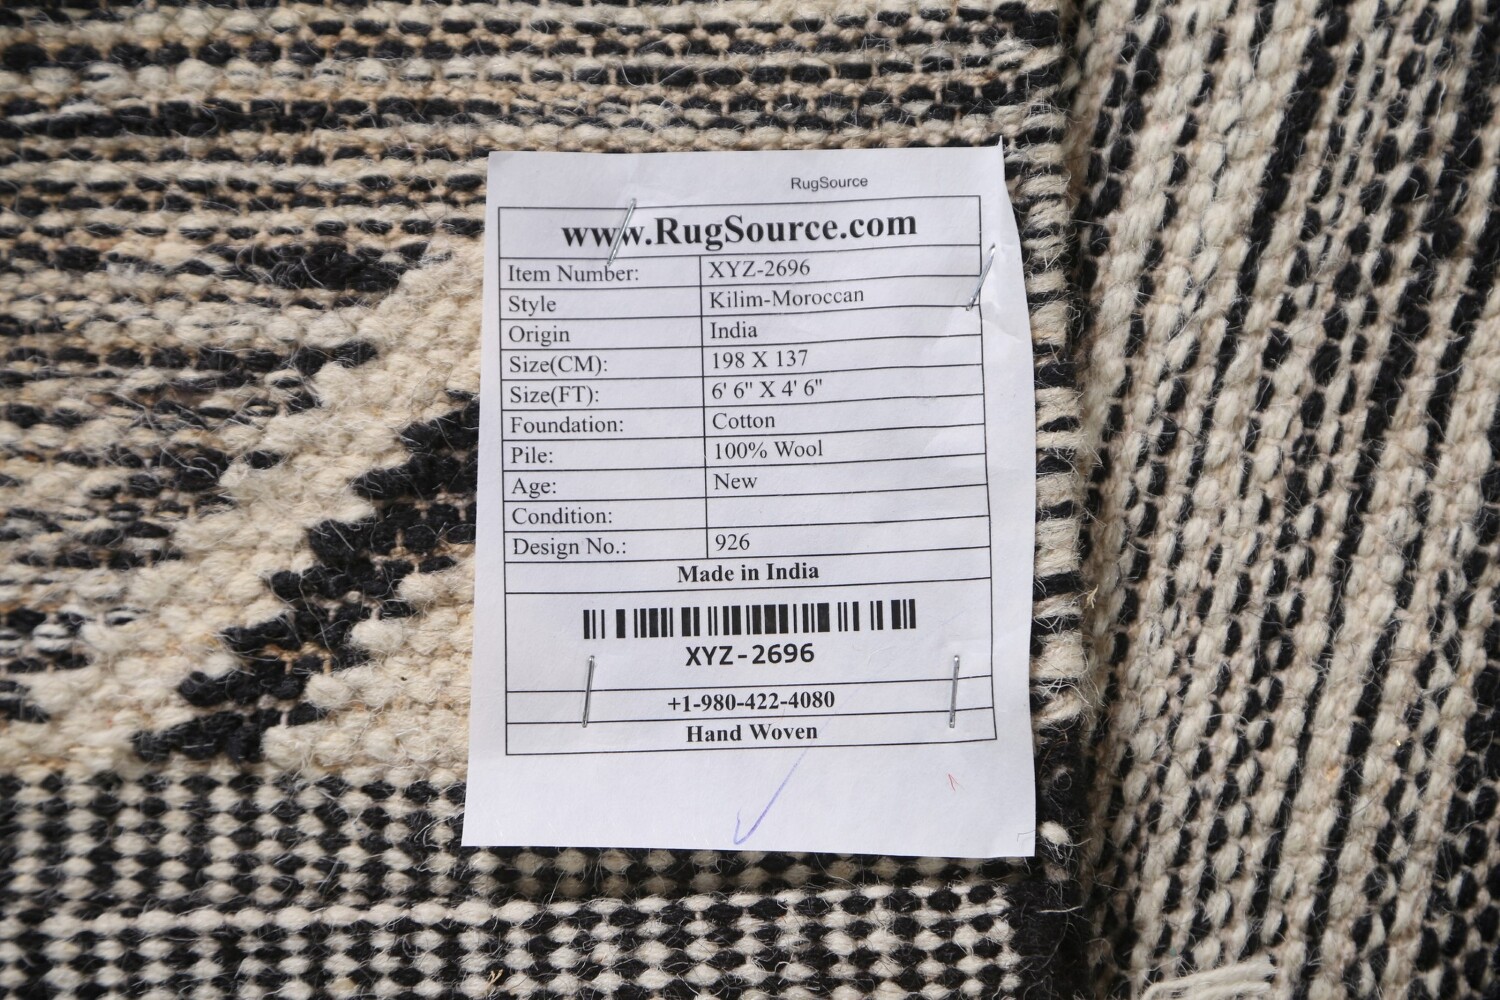 RugSource
www.RugSource.com
Item Number: XYZ-2696
Style Kilim-Moroccan
Origin India
Size(CM): 198 X 137
Size(FT): 6' 6" X 4' 6"
Foundation: Cotton
Pile: 100% Wool
Age: New
Condition:
Design No.: 926
Made in India
XYZ-2696
+1-980-422-4080
Hand Woven